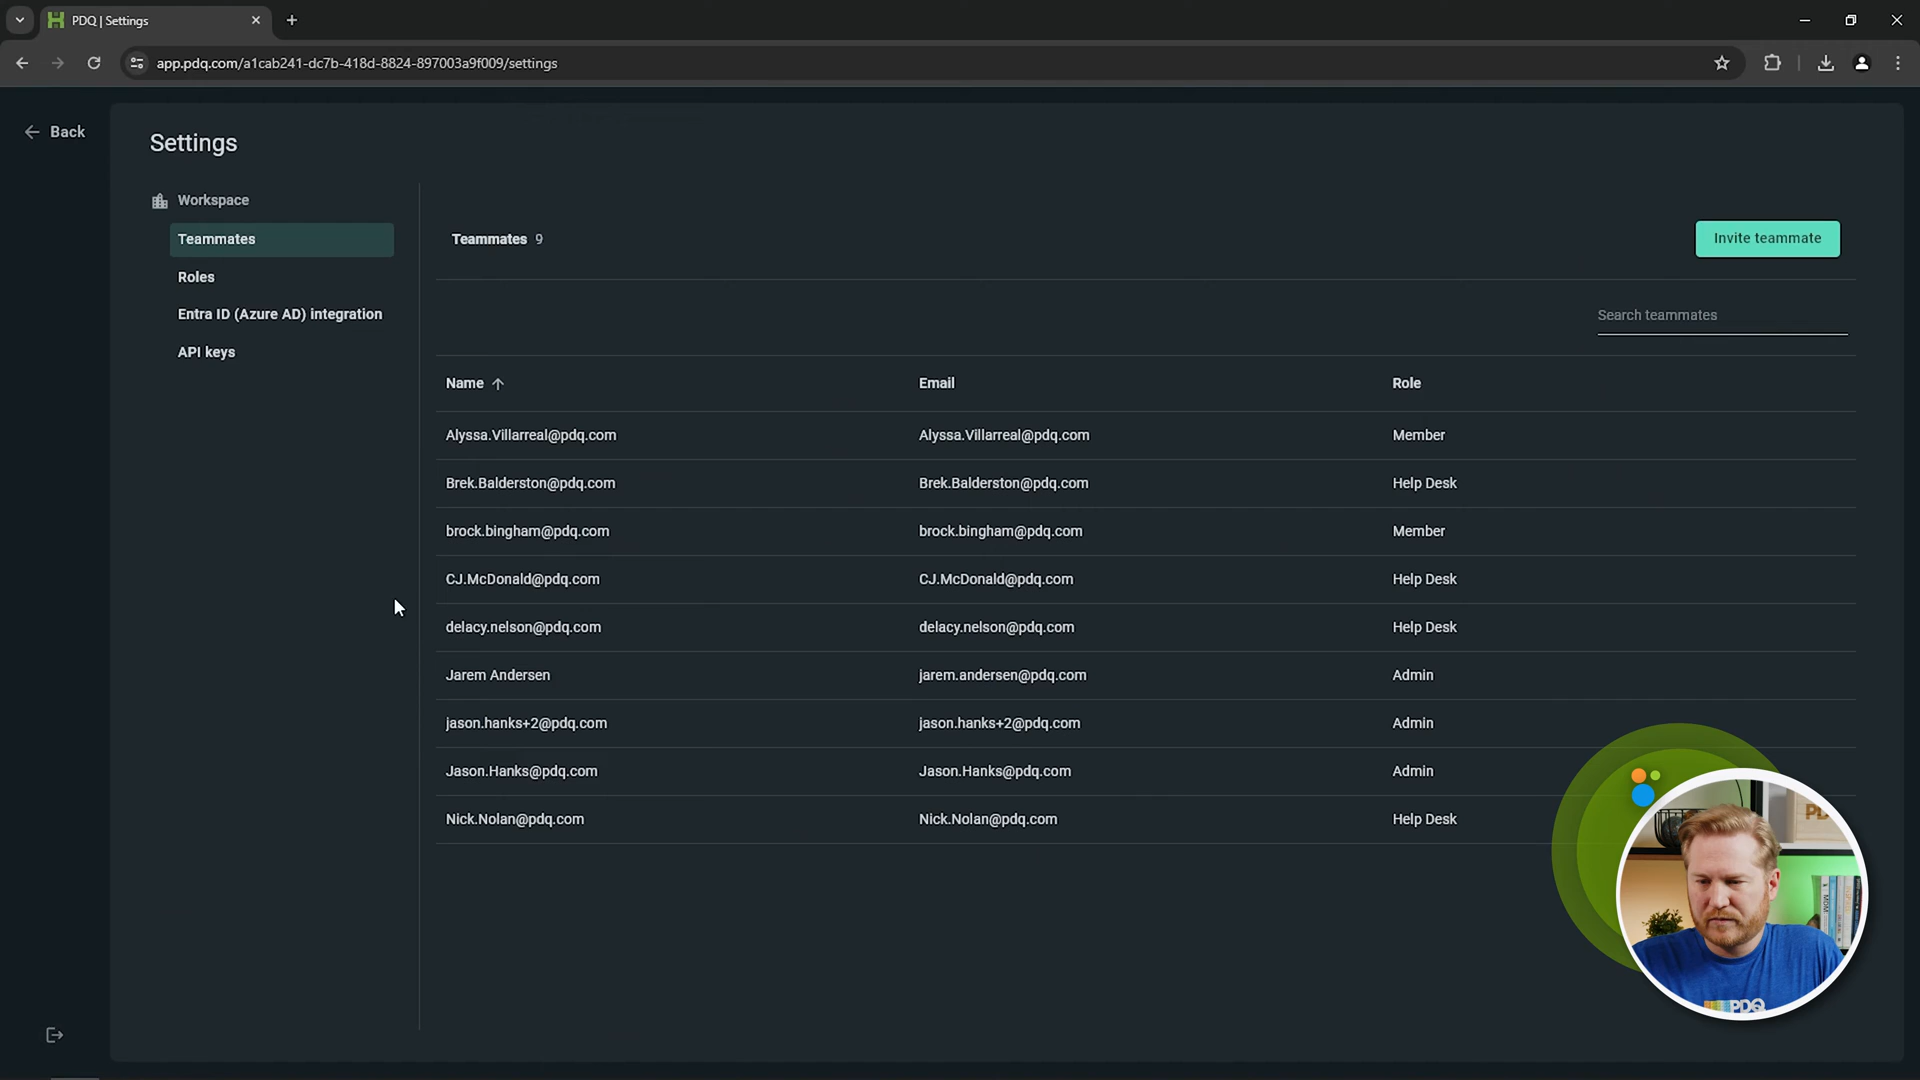 PDQ | Settings
app.pdq.com/a1cab241-dc7b-418d-8824-897003a9f009/settings
Back
Settings
Workspace
Teammates
Roles
Entra ID (Azure AD) integration
API keys
Teammates 9
Invite teammate
Search teammates
Name Email Role
Alyssa.Villarreal@pdq.com Alyssa.Villarreal@pdq.com Member
Brek.Balderston@pdq.com Brek.Balderston@pdq.com Help Desk
brock.bingham@pdq.com brock.bingham@pdq.com Member
CJ.McDonald@pdq.com CJ.McDonald@pdq.com Help Desk
delacy.nelson@pdq.com delacy.nelson@pdq.com Help Desk
Jarem Andersen jarem.andersen@pdq.com Admin
jason.hanks+2@pdq.com jason.hanks+2@pdq.com Admin
Jason.Hanks@pdq.com Jason.Hanks@pdq.com Admin
Nick.Nolan@pdq.com Nick.Nolan@pdq.com Help Desk
MDM
PDQ